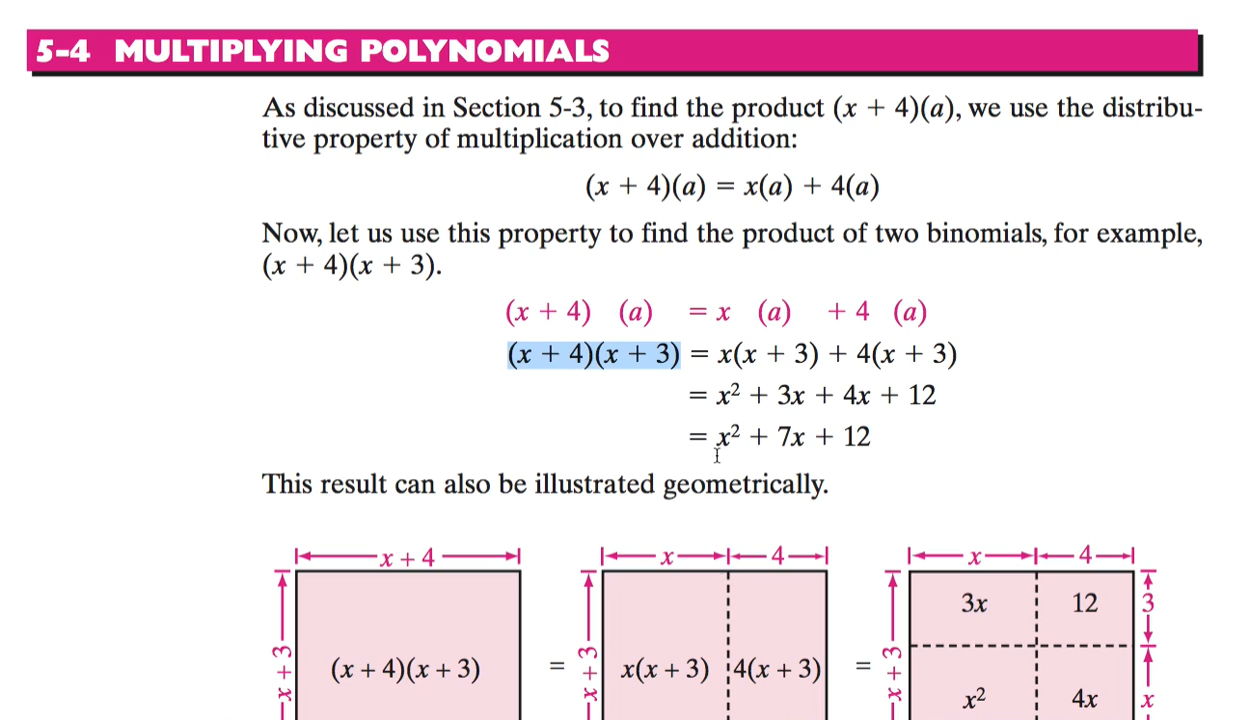 5-4 MULTIPLYING POLYNOMIALS
As discussed in Section 5-3, to find the product (x + 4)(a), we use the distribu-
tive property of multiplication over addition:
(x + 4)(a) = x(a) + 4(a)
Now, let us use this property to find the product of two binomials, for example,
(x + 4)(x + 3).
(x + 4) (a) = x (a) + 4 (a)
(x + 4)(x + 3) = x(x + 3) + 4(x + 3)
= x² + 3x + 4x + 12
= x² + 7x + 12
This result can also be illustrated geometrically.
x + 4
x + 3
(x + 4)(x + 3)
=
x 4
x + 3
x(x + 3) 4(x + 3)
=
x 4
x + 3
3x 12 3
x² 4x x